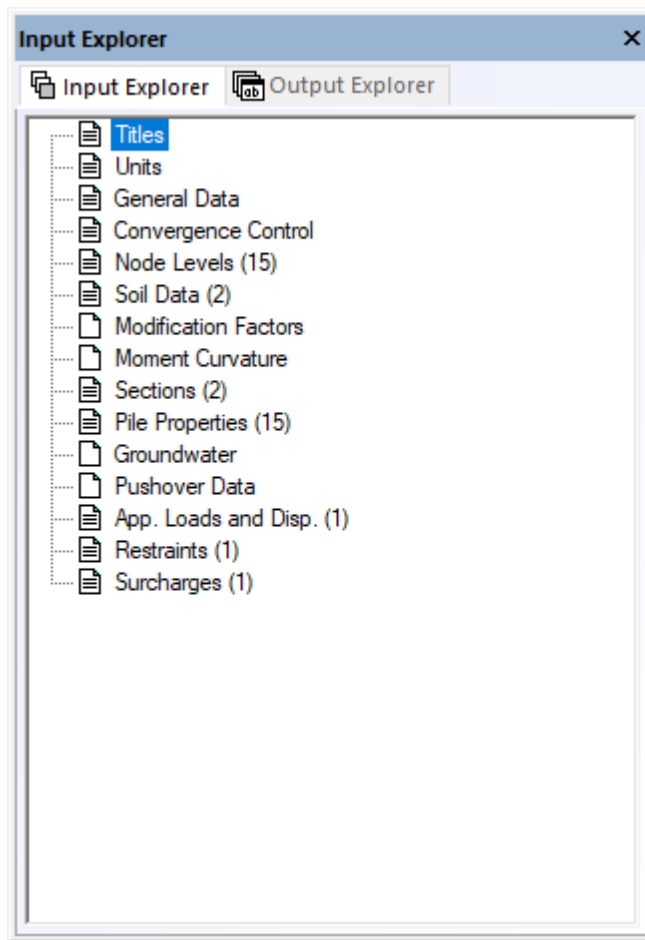 Input Explorer
Input Explorer Output Explorer
Titles
Units
General Data
Convergence Control
Node Levels (15)
Soil Data (2)
Modification Factors
Moment Curvature
Sections (2)
Pile Properties (15)
Groundwater
Pushover Data
App. Loads and Disp. (1)
Restraints (1)
Surcharges (1)